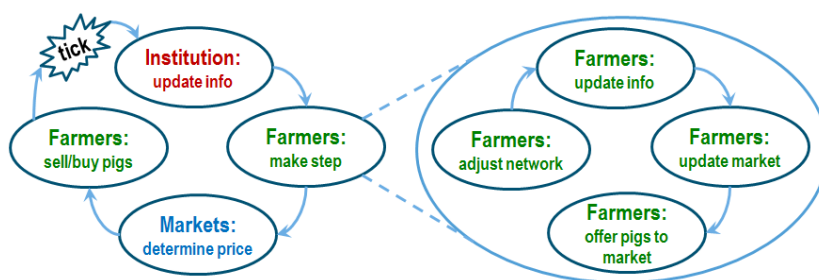 tick
Institution:
update info
Farmers:
make step
Markets:
determine price
Farmers:
sell/buy pigs
Farmers:
adjust network
Farmers:
update info
Farmers:
update market
Farmers:
offer pigs to
market